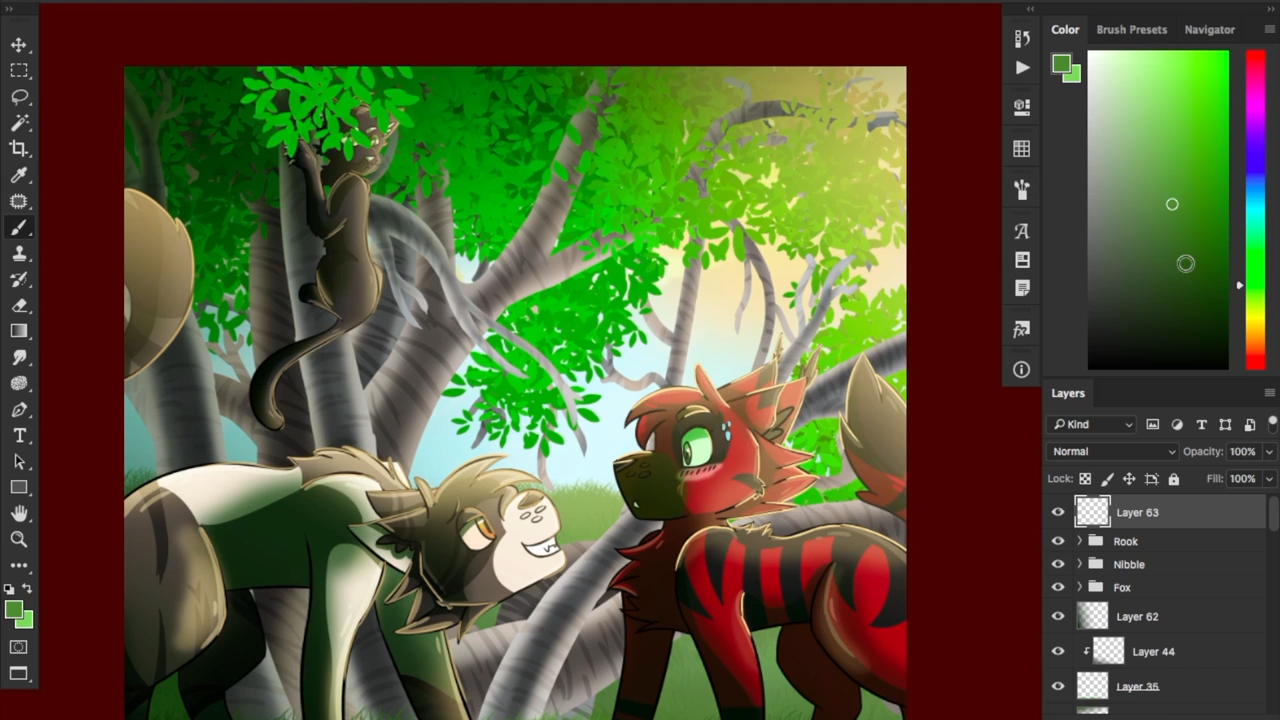 Color Brush Presets Navigator
Layers
Kind
Normal Opacity: 100%
Lock: Fill: 100%
Layer 63
Rook
Nibble
Fox
Layer 62
Layer 44
Layer 35